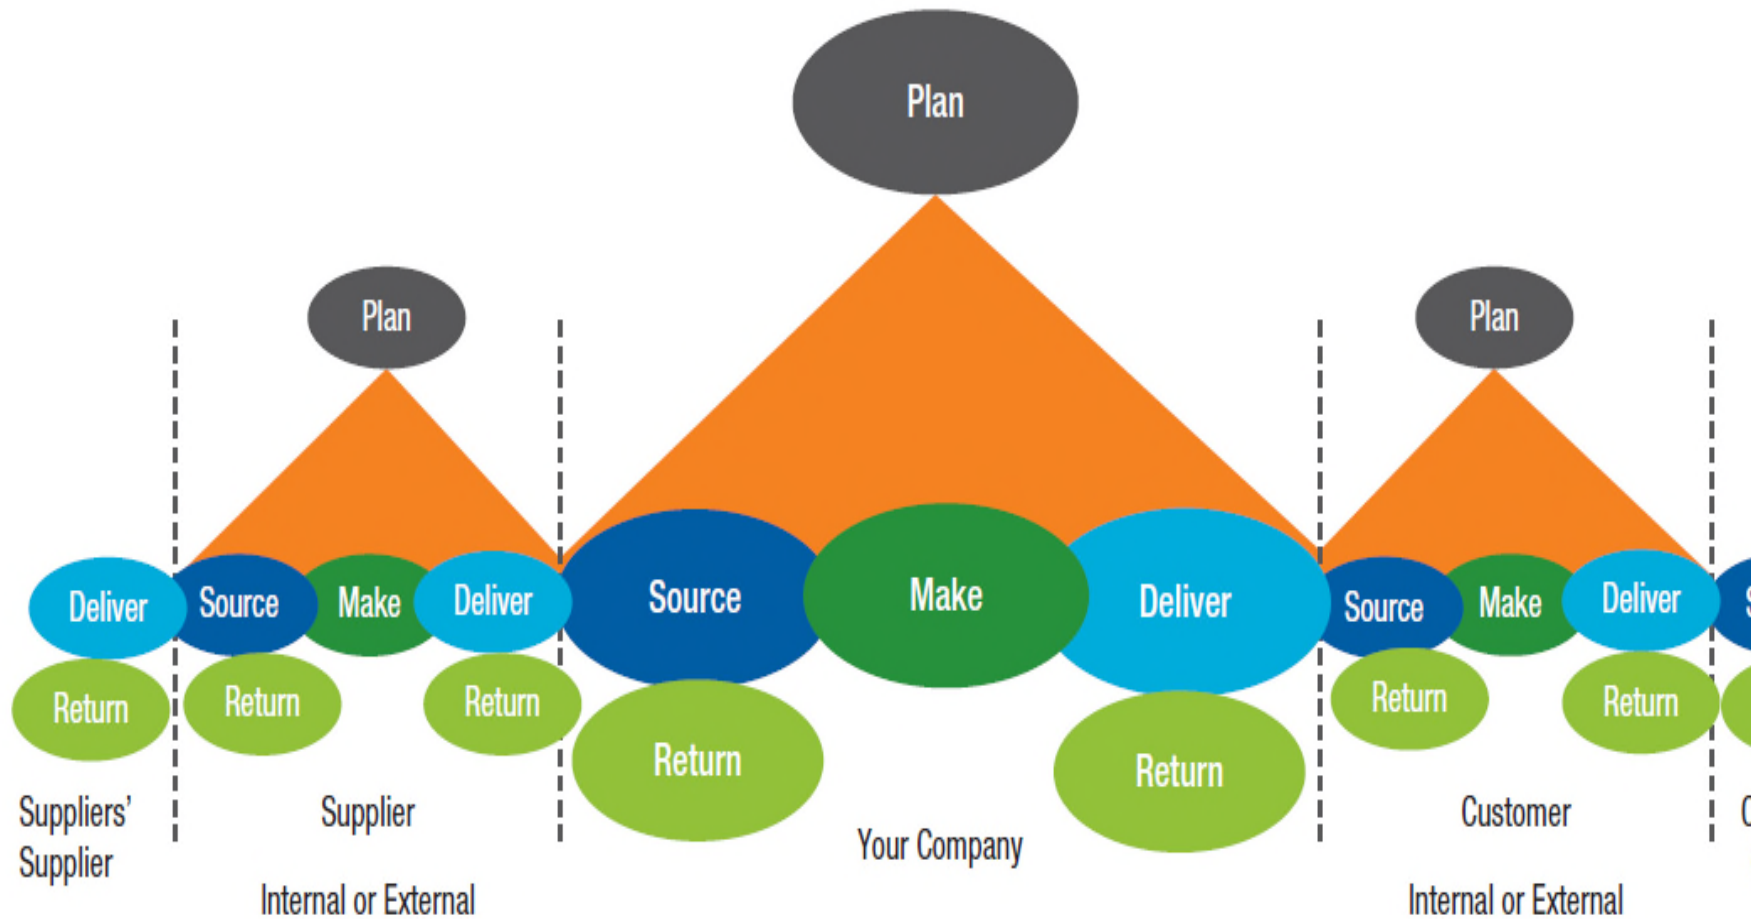 Plan
Plan
Plan
Deliver
Source
Make
Deliver
Source
Make
Deliver
Source
Make
Deliver
Return
Return
Return
Return
Return
Return
Return
Suppliers’
Supplier
Supplier
Your Company
Customer
Internal or External
Internal or External